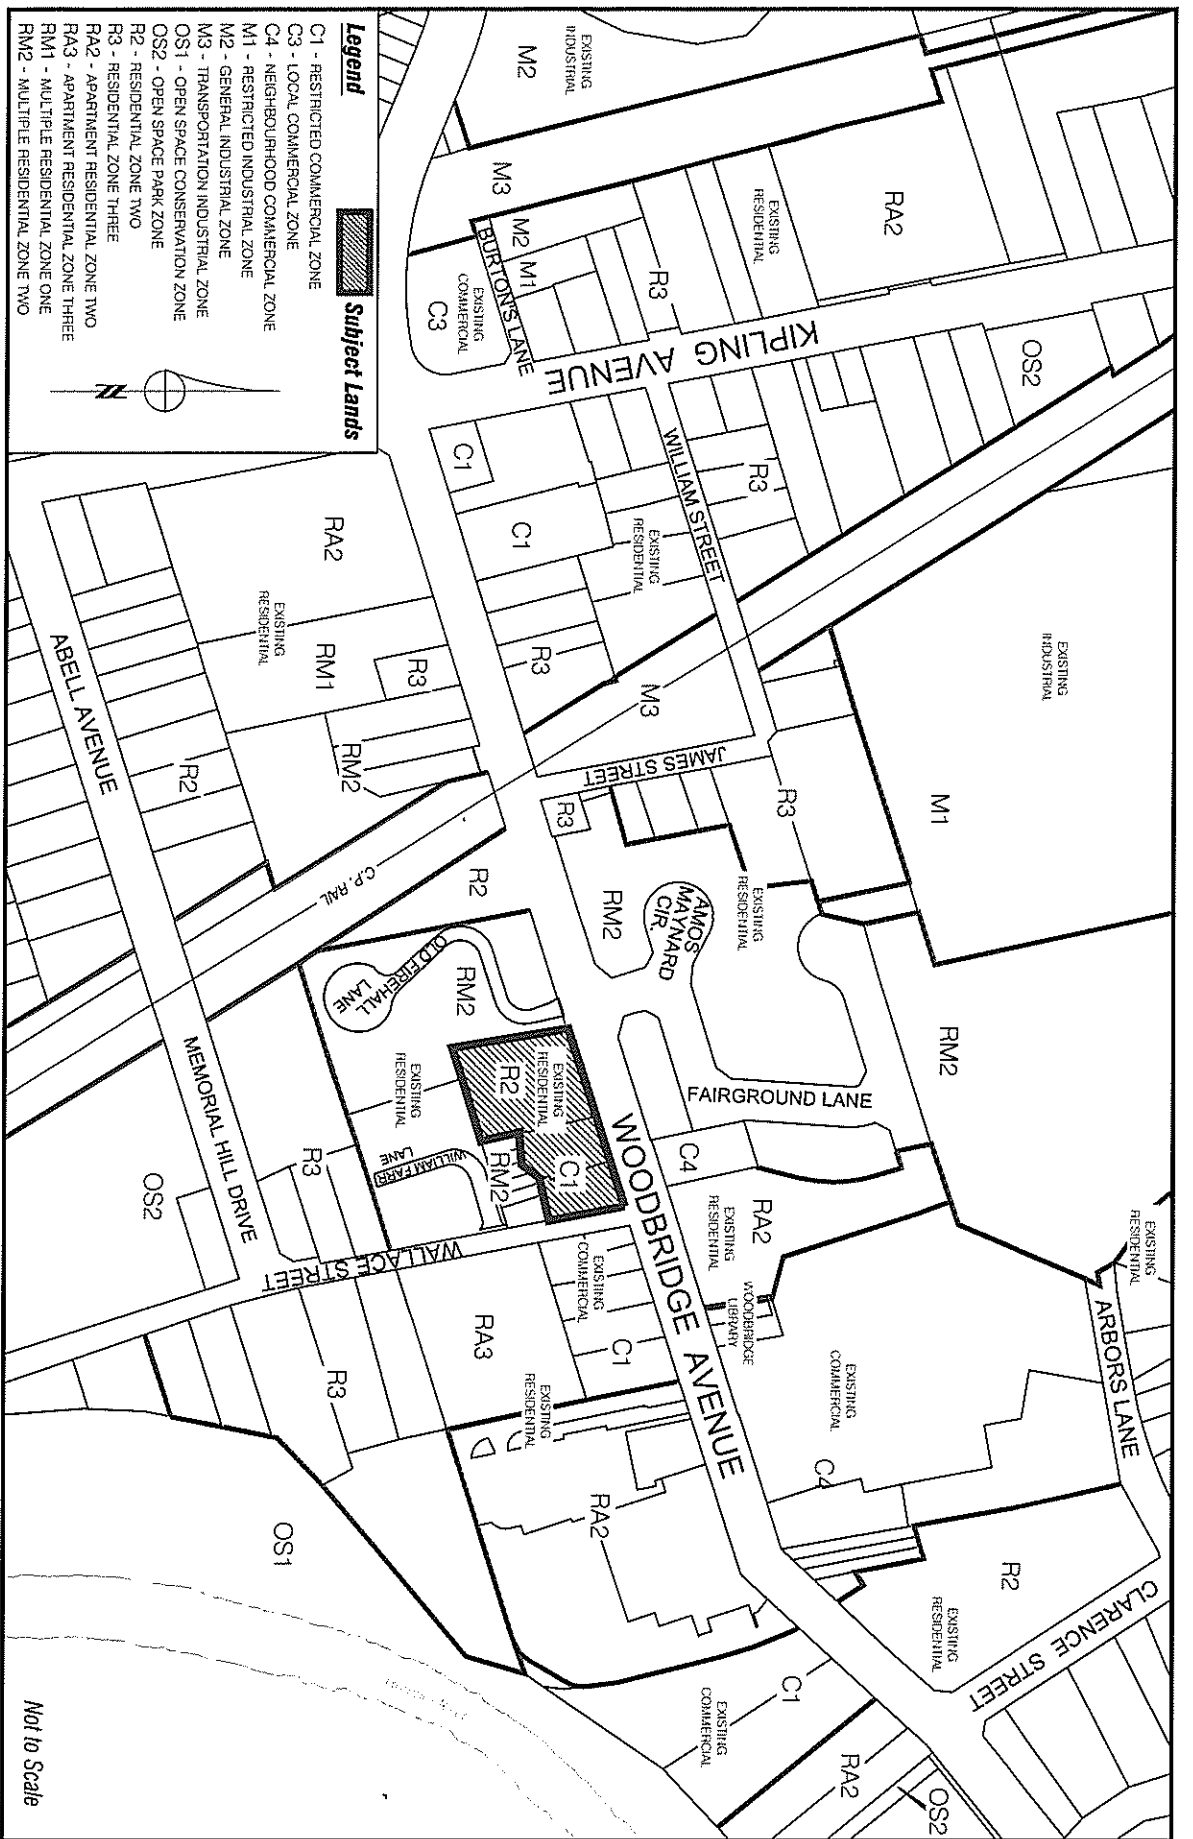 EXISTING
RESIDENTIAL
ARBORS LANE
CLARENCE STREET
OS2
EXISTING
INDUSTRIAL
M1
RM2
R2
EXISTING
RESIDENTIAL
OS2
RA2
RA2
EXISTING
COMMERCIAL
C4
C1
EXISTING
COMMERCIAL
FAIRGROUND LANE
KIPLING AVENUE
EXISTING
RESIDENTIAL
R3
R3
EXISTING
RESIDENTIAL
RA2
EXISTING
RESIDENTIAL
WOODBRIDGE
LIBRARY
WILLIAM STREET
JAMES STREET
AMOS
MAYNARD
CIR.
C4
R3
EXISTING
RESIDENTIAL
M3
RM2
WOODBRIDGE AVENUE
EXISTING
INDUSTRIAL
M2
M3
M2
M1
BURTON'S LANE
EXISTING
COMMERCIAL
C3
C1
C1
R3
R3
R2
EXISTING
RESIDENTIAL
R2
C1
EXISTING
COMMERCIAL
C1
EXISTING
RESIDENTIAL
RA2
RA3
RM2
RM2
OLD FIREHALL
LANE
EXISTING
RESIDENTIAL
WILLIAM FARR
LANE
WALLACE STREET
RA2
EXISTING
RESIDENTIAL
RM1
R3
RM2
C.P. RAIL
R3
R3
OS1
R2
ABELL AVENUE
MEMORIAL HILL DRIVE
OS2
Legend
Subject Lands
C1 - RESTRICTED COMMERCIAL ZONE
C3 - LOCAL COMMERCIAL ZONE
C4 - NEIGHBOURHOOD COMMERCIAL ZONE
M1 - RESTRICTED INDUSTRIAL ZONE
M2 - GENERAL INDUSTRIAL ZONE
M3 - TRANSPORTATION INDUSTRIAL ZONE
OS1 - OPEN SPACE CONSERVATION ZONE
OS2 - OPEN SPACE PARK ZONE
R2 - RESIDENTIAL ZONE TWO
R3 - RESIDENTIAL ZONE THREE
RA2 - APARTMENT RESIDENTIAL ZONE TWO
RA3 - APARTMENT RESIDENTIAL ZONE THREE
RM1 - MULTIPLE RESIDENTIAL ZONE ONE
RM2 - MULTIPLE RESIDENTIAL ZONE TWO
N
Not to Scale